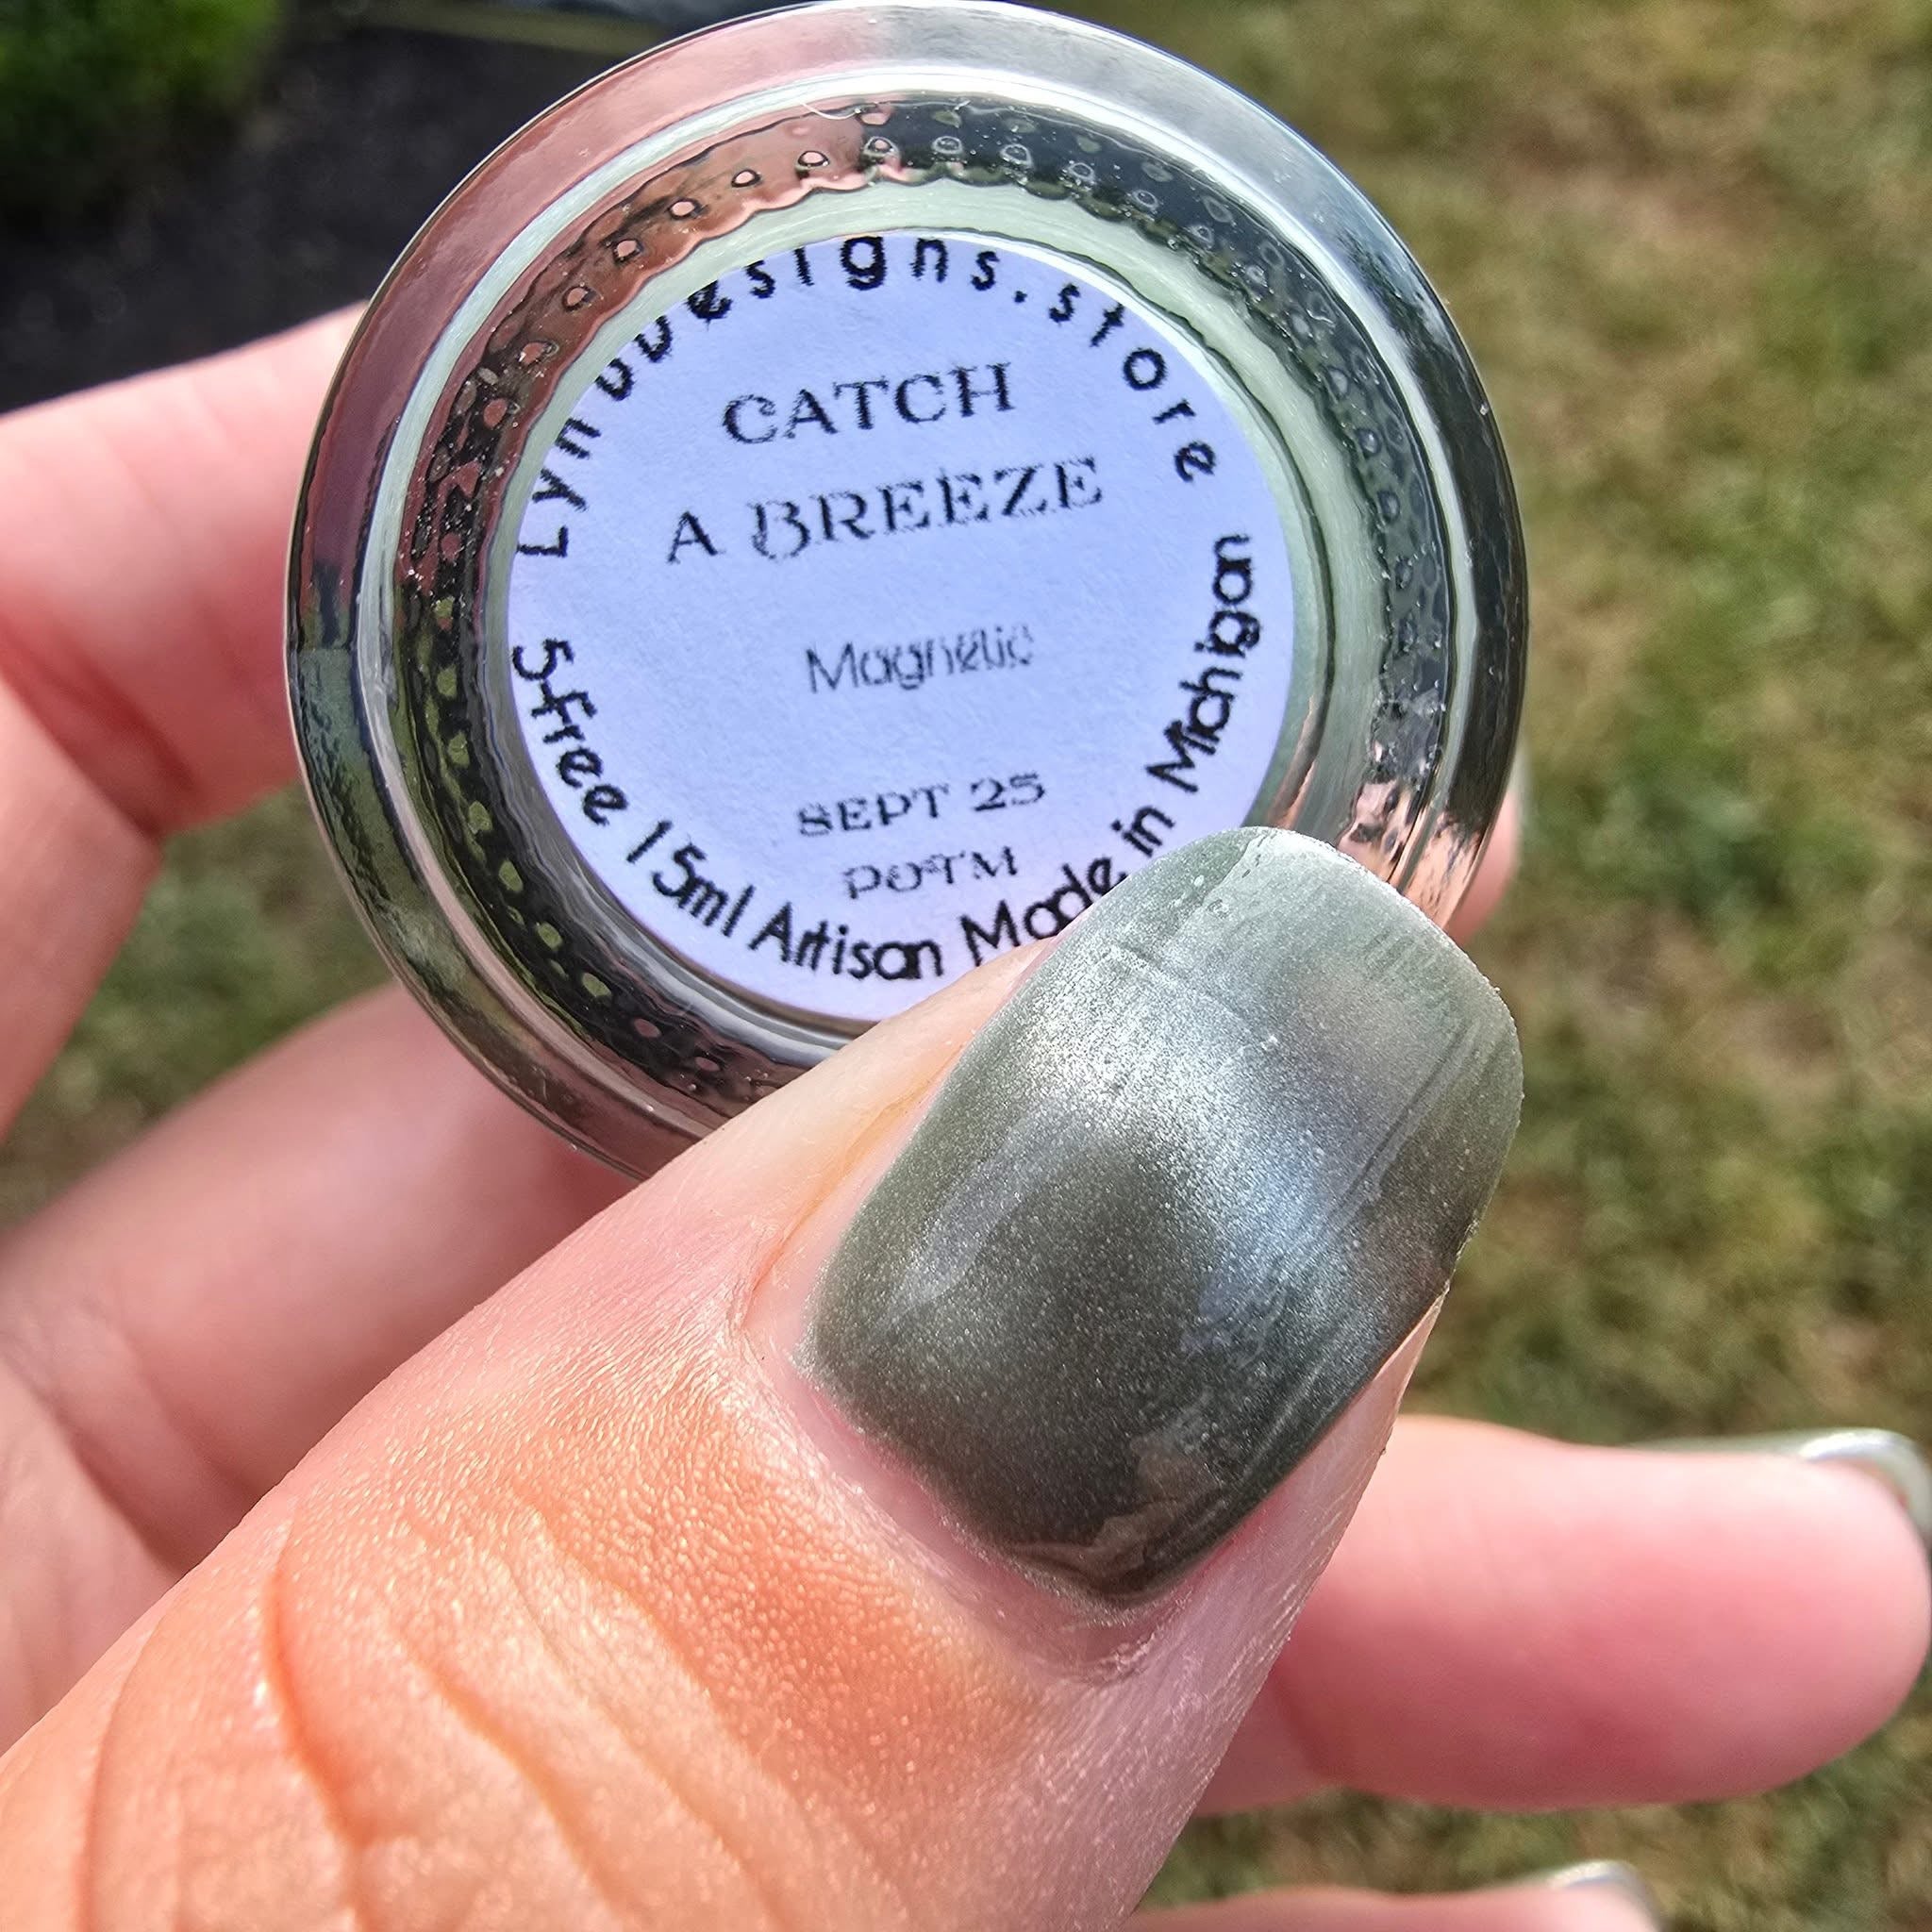 LynBDesigns.store
CATCH
A BREEZE
Magnetic
SEPT 25
POTM
5-Free 15ml Artisan Made in Michigan